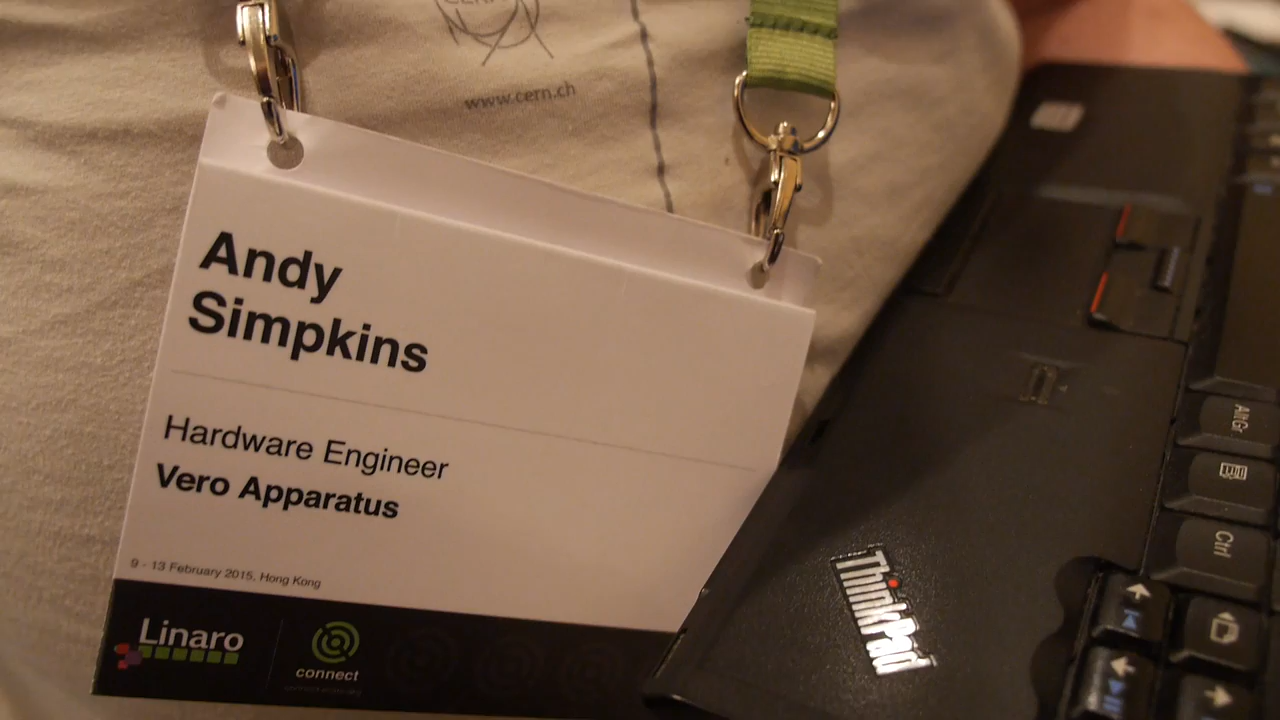 CERN
www.cern.ch
Andy
Simpkins
Hardware Engineer
Vero Apparatus
9 - 13 February 2015, Hong Kong
Linaro
connect
ThinkPad
AltGr
Ctrl